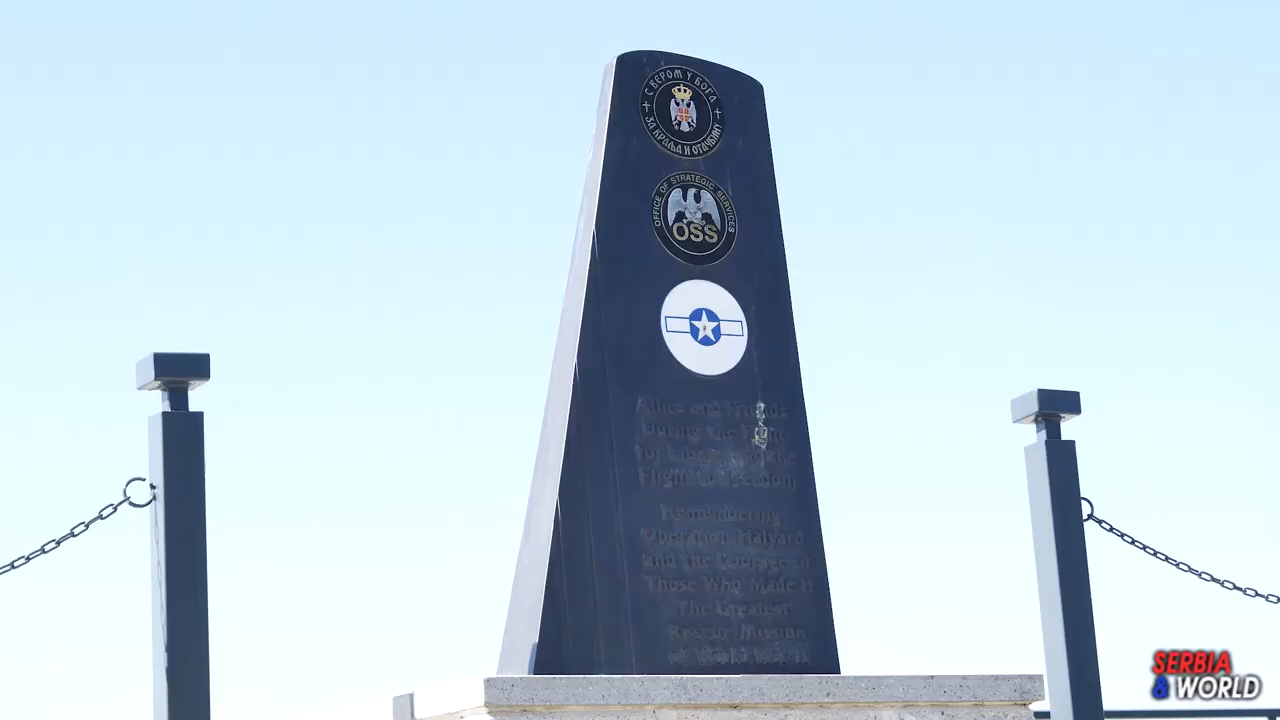 С ВЕРОМ У БОГА
ЗА КРАЉА И ОТАЏБИНУ
OFFICE OF STRATEGIC SERVICES
OSS
Allies and Friends
During the Fight
for
Flight to Freedom
Remembering
Operation Halyard
and the Courage of
Those Who Made It
The Greatest
Rescue Mission
of World War II
SERBIA
& WORLD